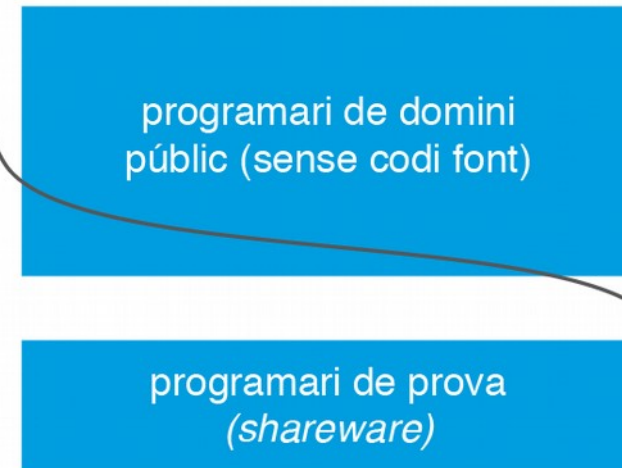 programari de domini
públic (sense codi font)
programari de prova
(shareware)